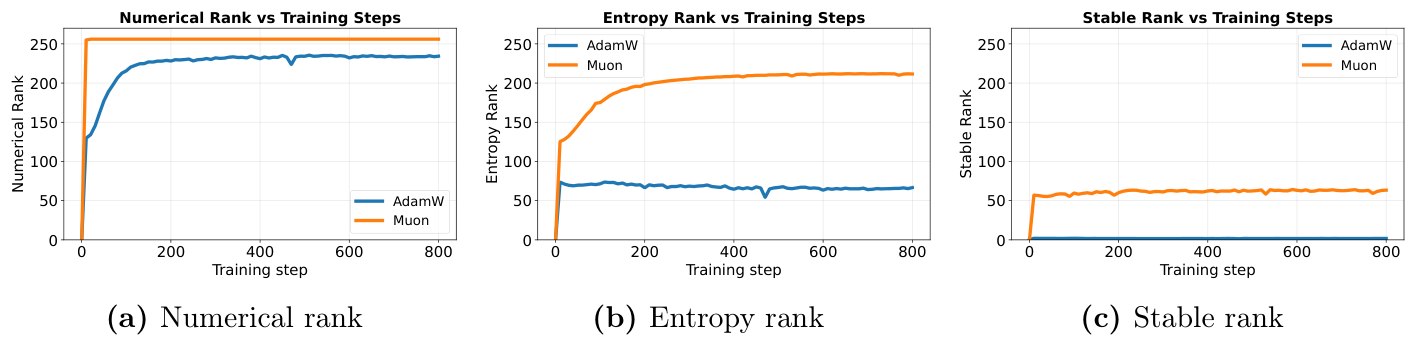 Numerical Rank vs Training Steps
Numerical Rank
250
200
150
100
50
0
AdamW
Muon
0 200 400 600 800
Training step
(a) Numerical rank
Entropy Rank vs Training Steps
Entropy Rank
250
200
150
100
50
0
AdamW
Muon
0 200 400 600 800
Training step
(b) Entropy rank
Stable Rank vs Training Steps
Stable Rank
250
200
150
100
50
0
AdamW
Muon
0 200 400 600 800
Training step
(c) Stable rank